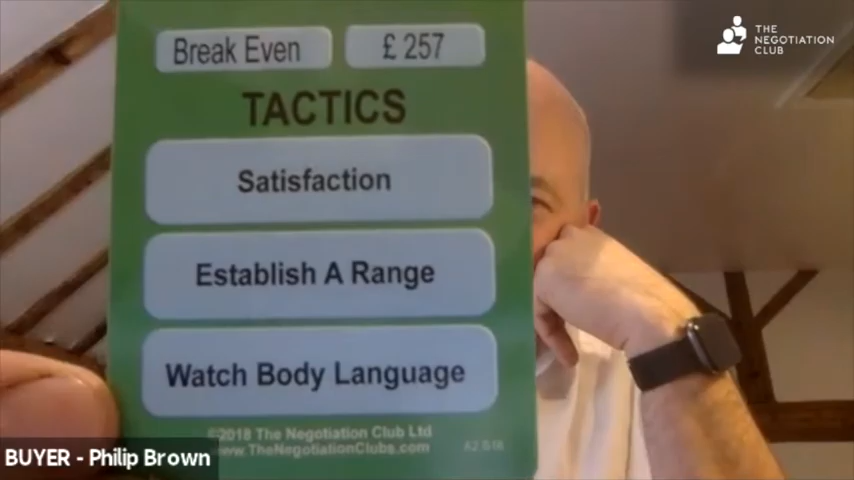 THE
NEGOTIATION
CLUB
Break Even £ 257
TACTICS
Satisfaction
Establish A Range
Watch Body Language
©2018 The Negotiation Club Ltd
www.TheNegotiationClubs.com
BUYER - Philip Brown